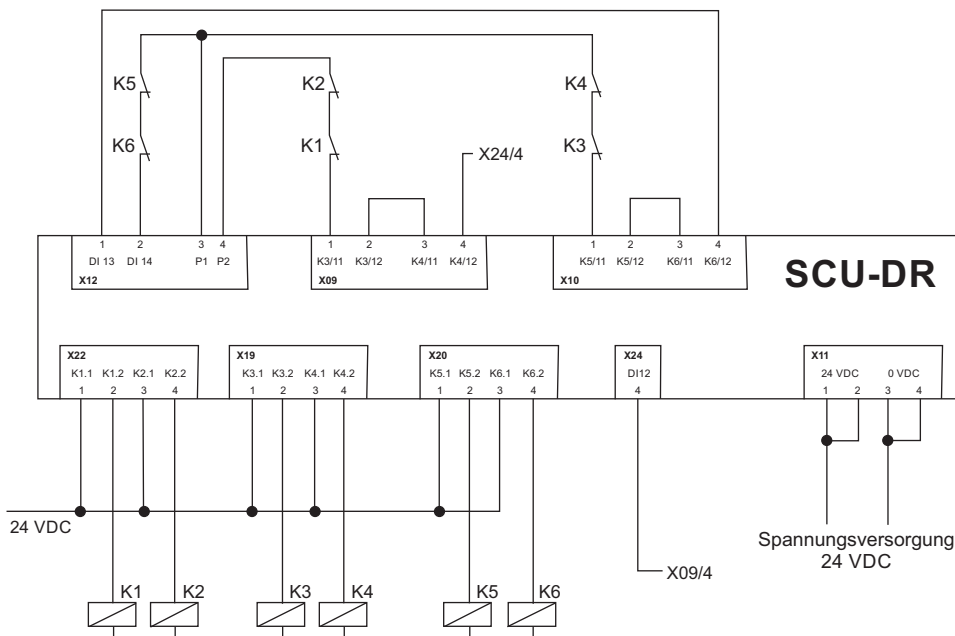 K5 K2 K4
K6 K1 X24/4 K3
1 2 3 4 1 2 3 4 1 2 3 4
DI 13 DI 14 P1 P2 K3/11 K3/12 K4/11 K4/12 K5/11 K5/12 K6/11 K6/12
X12 X09 X10
SCU-DR
X22 X19 X20 X24 X11
K1.1 K1.2 K2.1 K2.2 K3.1 K3.2 K4.1 K4.2 K5.1 K5.2 K6.1 K6.2 DI12 24 VDC 0 VDC
1 2 3 4 1 2 3 4 1 2 3 4 4 1 2 3 4
24 VDC
Spannungsversorgung
24 VDC
X09/4
K1 K2 K3 K4 K5 K6